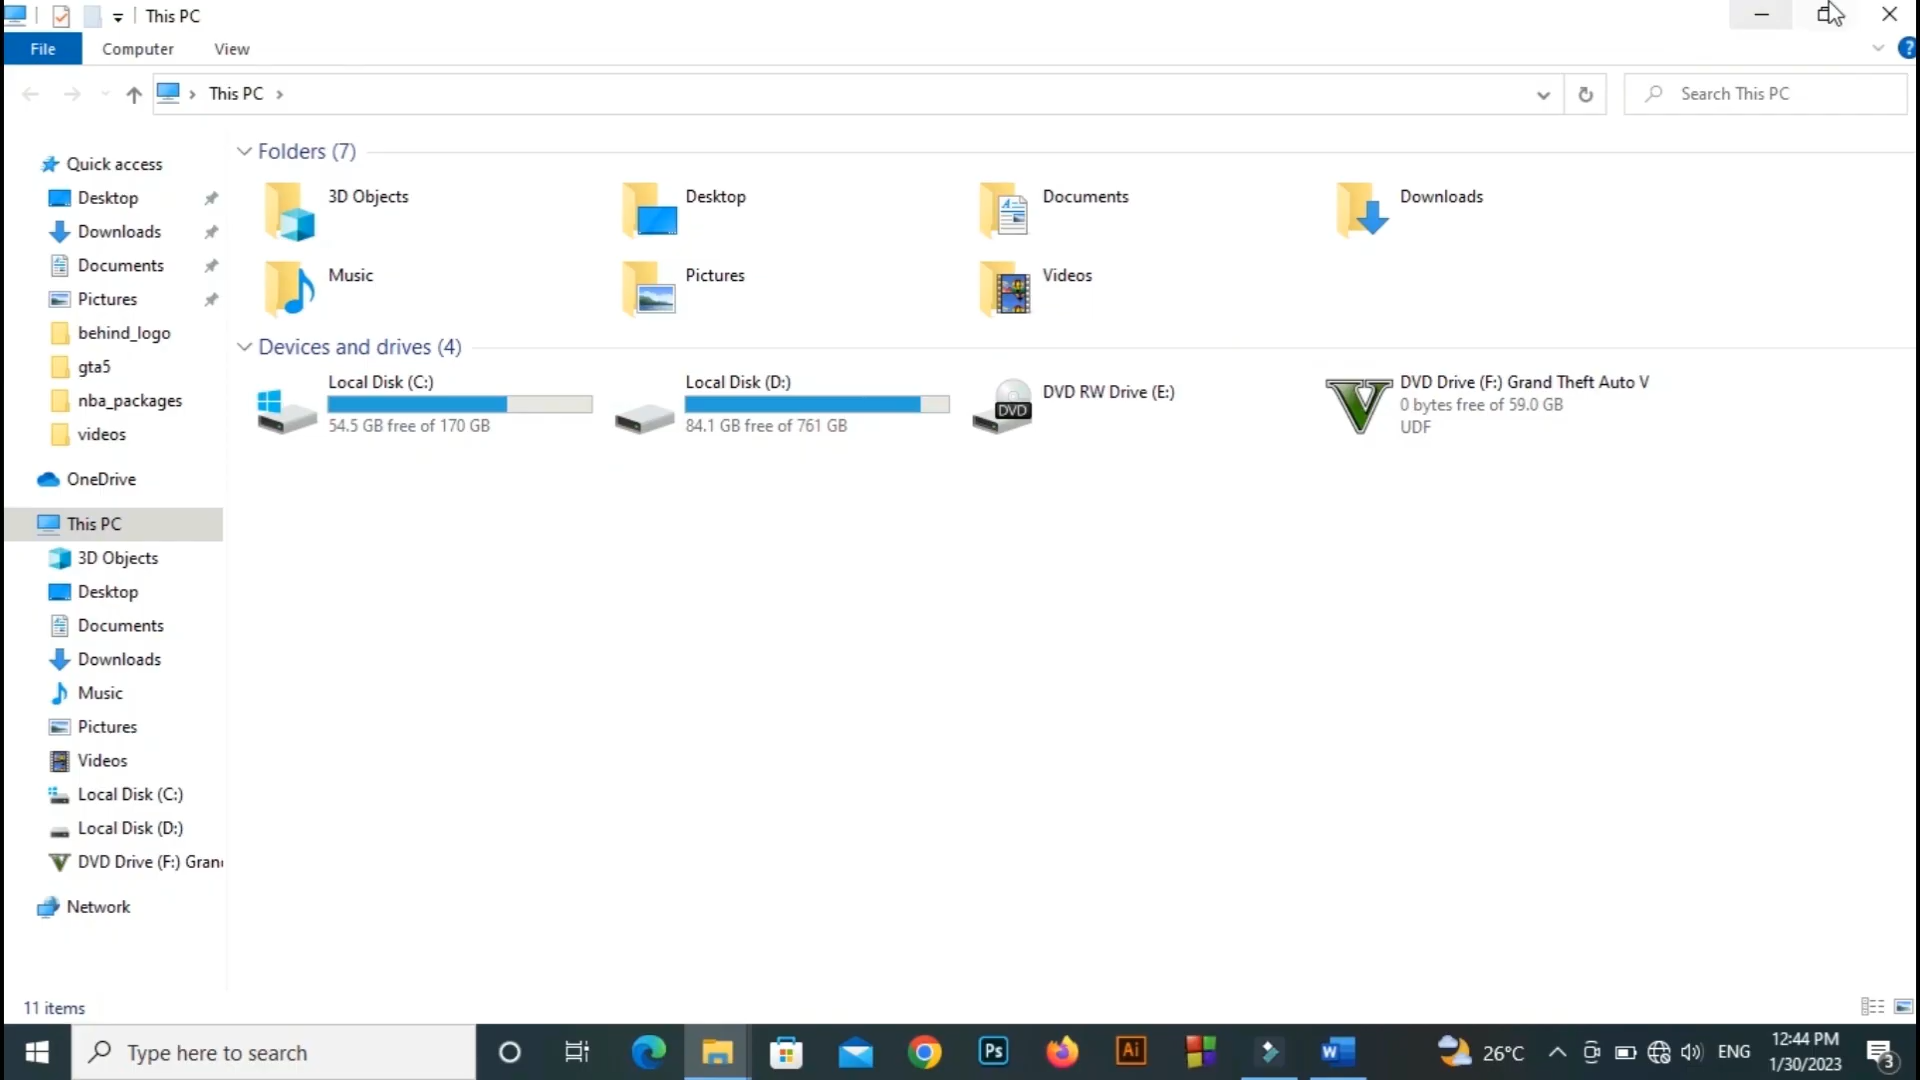 This PC
File Computer View
This PC
Search This PC
Quick access
Desktop
Downloads
Documents
Pictures
behind_logo
gta5
nba_packages
videos
OneDrive
This PC
3D Objects
Desktop
Documents
Downloads
Music
Pictures
Videos
Local Disk (C:)
Local Disk (D:)
DVD Drive (F:) Gran
Network
Folders (7)
3D Objects
Desktop
Documents
Downloads
Music
Pictures
Videos
Devices and drives (4)
Local Disk (C:)
54.5 GB free of 170 GB
Local Disk (D:)
84.1 GB free of 761 GB
DVD
DVD RW Drive (E:)
V
DVD Drive (F:) Grand Theft Auto V
0 bytes free of 59.0 GB
UDF
11 items
Type here to search
Ps
Ai
W
26°C
ENG
12:44 PM
1/30/2023
3